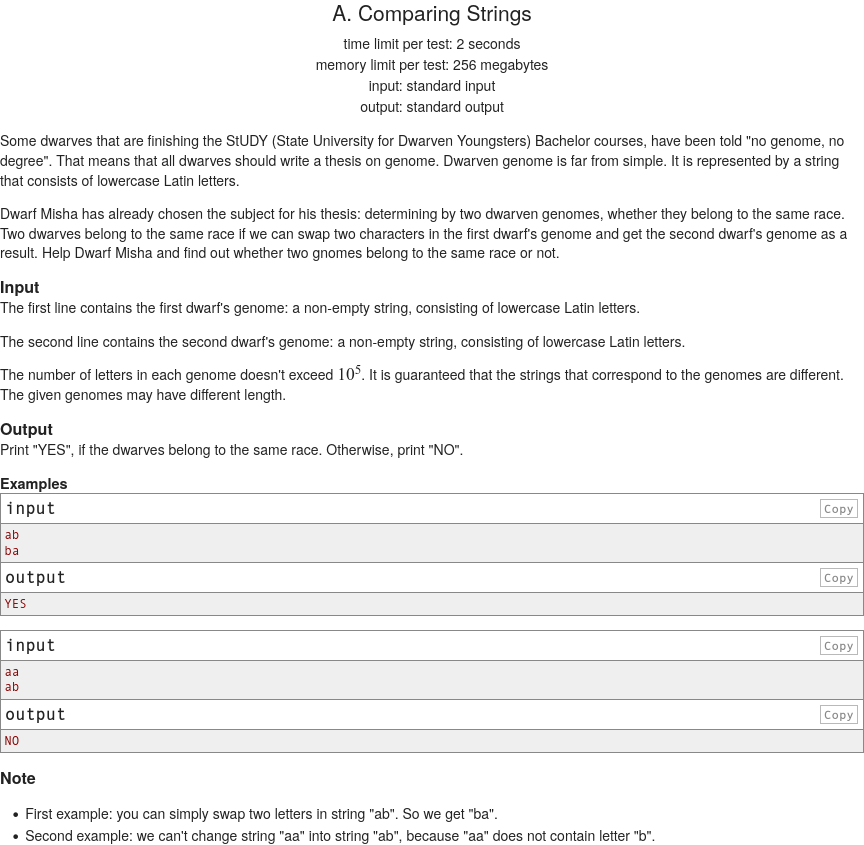 A. Comparing Strings
time limit per test: 2 seconds
memory limit per test: 256 megabytes
input: standard input
output: standard output
Some dwarves that are finishing the StUDY (State University for Dwarven Youngsters) Bachelor courses, have been told "no genome, no
degree". That means that all dwarves should write a thesis on genome. Dwarven genome is far from simple. It is represented by a string
that consists of lowercase Latin letters.
Dwarf Misha has already chosen the subject for his thesis: determining by two dwarven genomes, whether they belong to the same race.
Two dwarves belong to the same race if we can swap two characters in the first dwarf's genome and get the second dwarf's genome as a
result. Help Dwarf Misha and find out whether two gnomes belong to the same race or not.
Input
The first line contains the first dwarf's genome: a non-empty string, consisting of lowercase Latin letters.
The second line contains the second dwarf's genome: a non-empty string, consisting of lowercase Latin letters.
The number of letters in each genome doesn't exceed 10^5. It is guaranteed that the strings that correspond to the genomes are different.
The given genomes may have different length.
Output
Print "YES", if the dwarves belong to the same race. Otherwise, print "NO".
Examples
input Copy
ab
ba
output Copy
YES
input Copy
aa
ab
output Copy
NO
Note
• First example: you can simply swap two letters in string "ab". So we get "ba".
• Second example: we can't change string "aa" into string "ab", because "aa" does not contain letter "b".